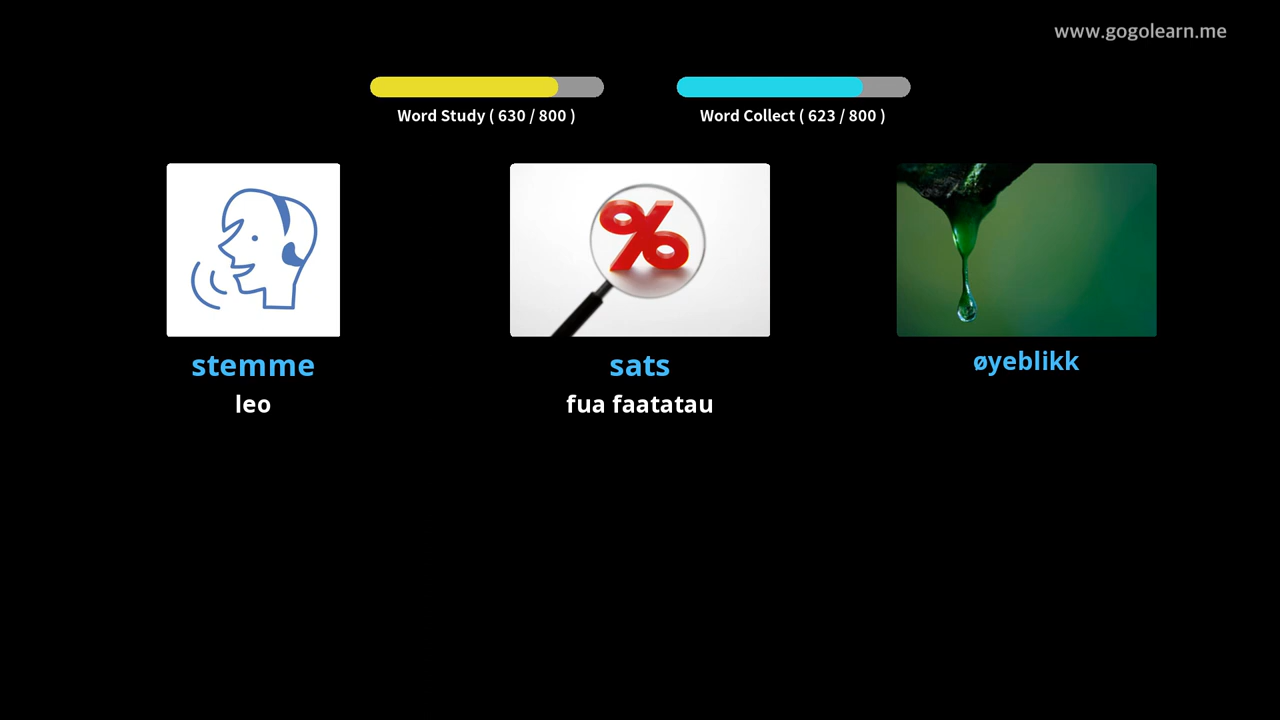 www.gogolearn.me
Word Study ( 630 / 800 )
Word Collect ( 623 / 800 )
stemme
leo
sats
fua faatatau
øyeblikk